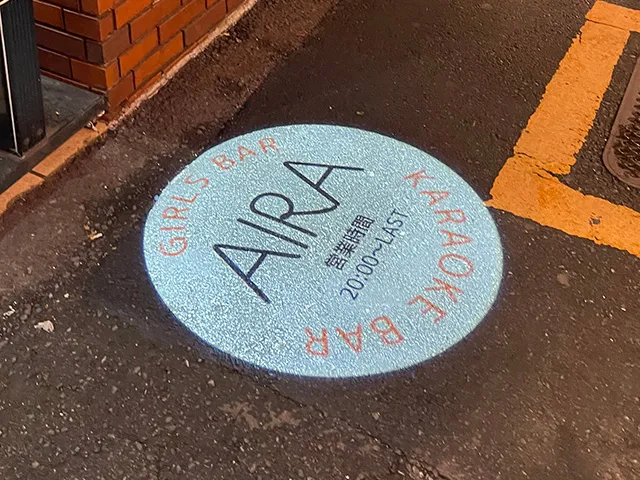 GIRLS BAR
AIRA
営業時間
20:00~LAST
KARAOKE BAR